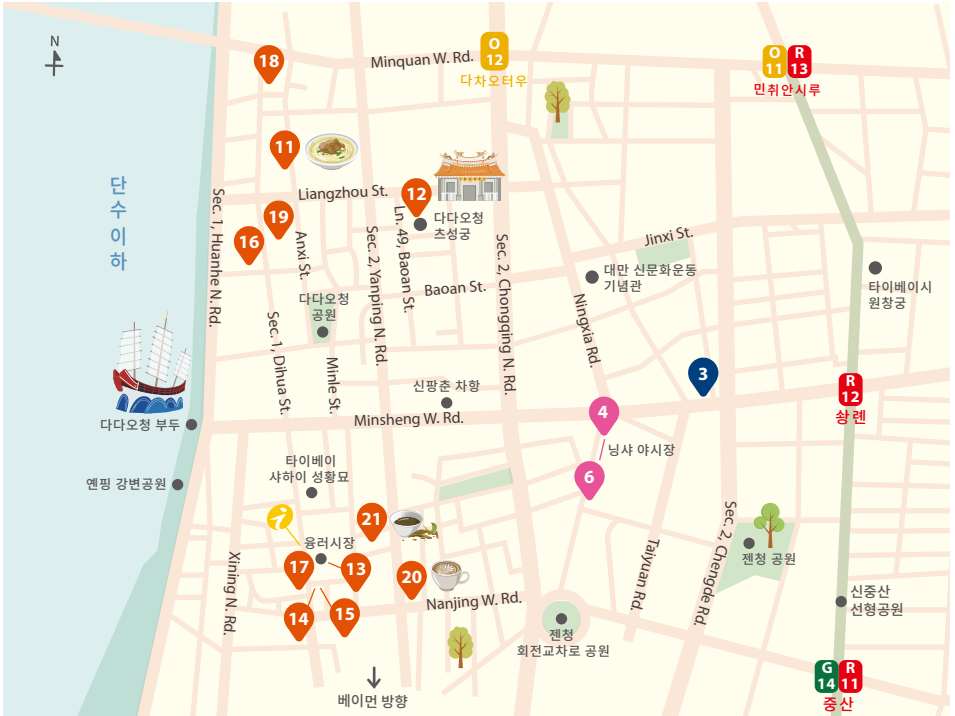 N
18
Minquan W. Rd.
O
12
다차오터우
O
11
R
13
민취안시루
11
Liangzhou St.
12
다다오청
츠성궁
단수이하
19
16
Sec. 1, Huanhe N. Rd.
Anxi St.
Ln. 49, Baoan St.
Sec. 2, Yanping N. Rd.
Sec. 2, Chongqing N. Rd.
Jinxi St.
대만 신문화운동
기념관
타이베이시
원창궁
Baoan St.
다다오청
공원
Ningxia Rd.
Sec. 1, Dihua St.
Minle St.
신팡춘 차항
3
R
12
솽롄
4
Minsheng W. Rd.
다다오청 부두
닝샤 야시장
6
타이베이
샤하이 성황묘
옌핑 강변공원
i
21
융러시장
17
13
20
14
15
Nanjing W. Rd.
Xining N. Rd.
Taiyuan Rd.
Sec. 2, Chengde Rd.
젠청 공원
신중산
선형공원
젠청
회전교차로 공원
G
14
R
11
중산
베이먼 방향